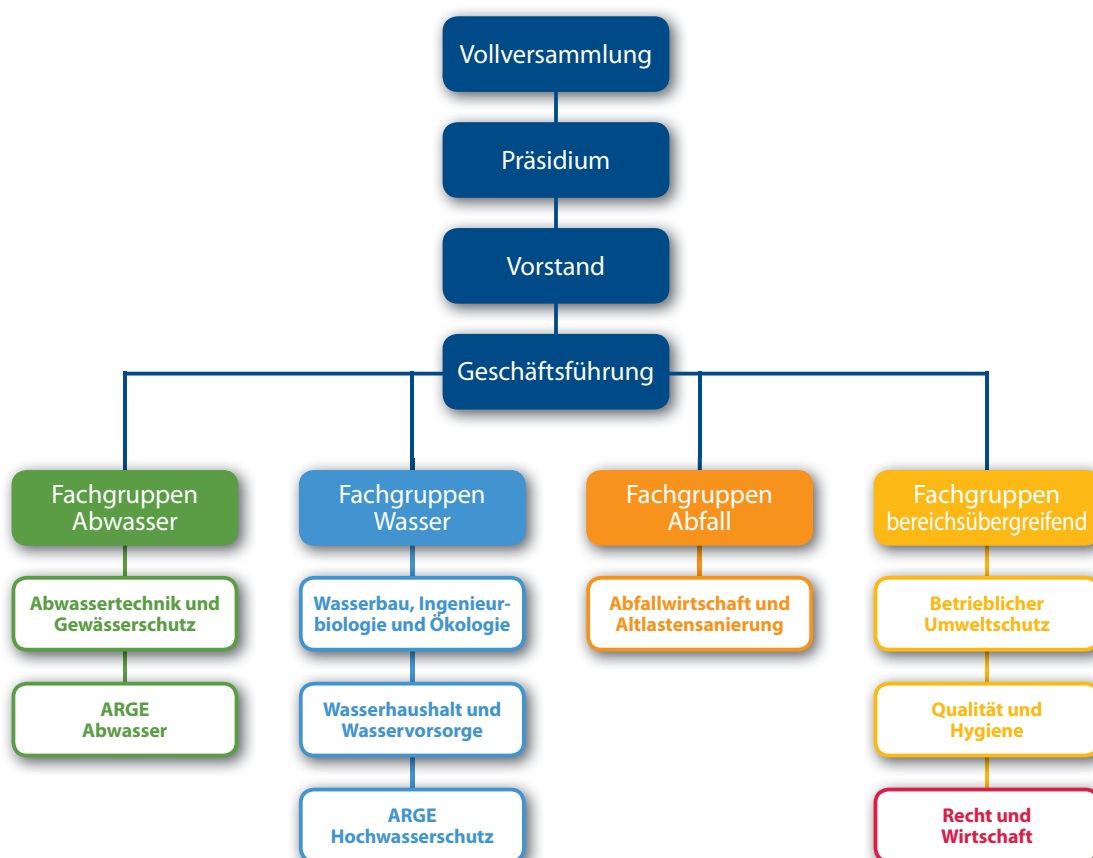 Vollversammlung
Präsidium
Vorstand
Geschäftsführung
Fachgruppen
Abwasser
Abwassertechnik und
Gewässerschutz
ARGE
Abwasser
Fachgruppen
Wasser
Wasserbau, Ingenieur-
biologie und Ökologie
Wasserhaushalt und
Wasservorsorge
ARGE
Hochwasserschutz
Fachgruppen
Abfall
Abfallwirtschaft und
Altlastensanierung
Fachgruppen
bereichsübergreifend
Betrieblicher
Umweltschutz
Qualität und
Hygiene
Recht und
Wirtschaft